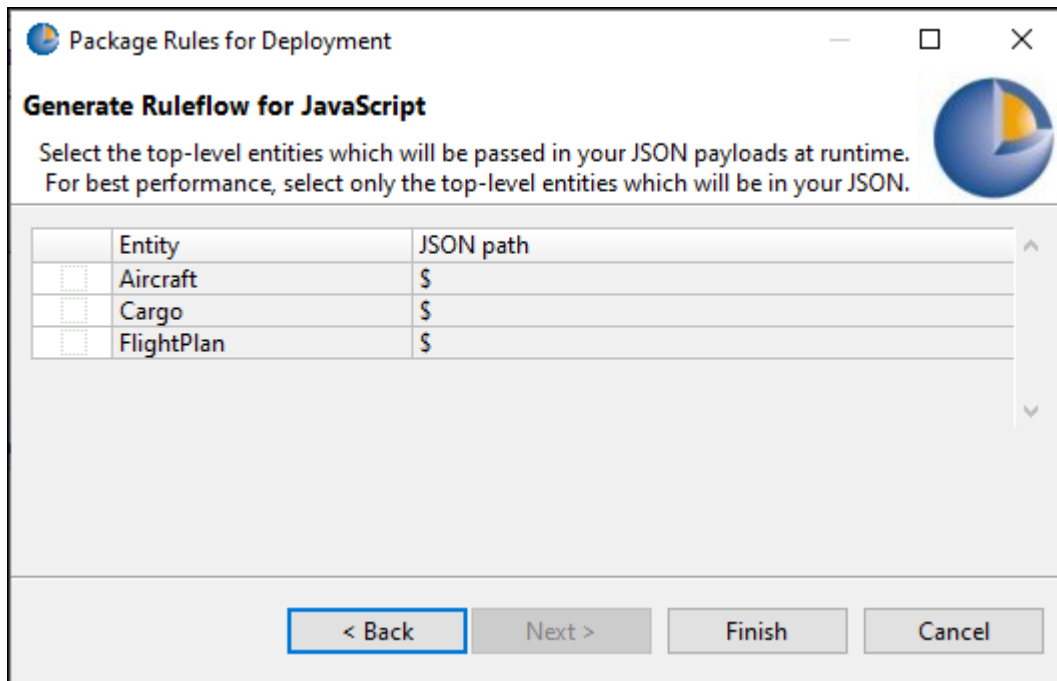 Package Rules for Deployment
Generate Ruleflow for JavaScript
Select the top-level entities which will be passed in your JSON payloads at runtime.
For best performance, select only the top-level entities which will be in your JSON.
Entity JSON path
Aircraft $
Cargo $
FlightPlan $
< Back Next > Finish Cancel